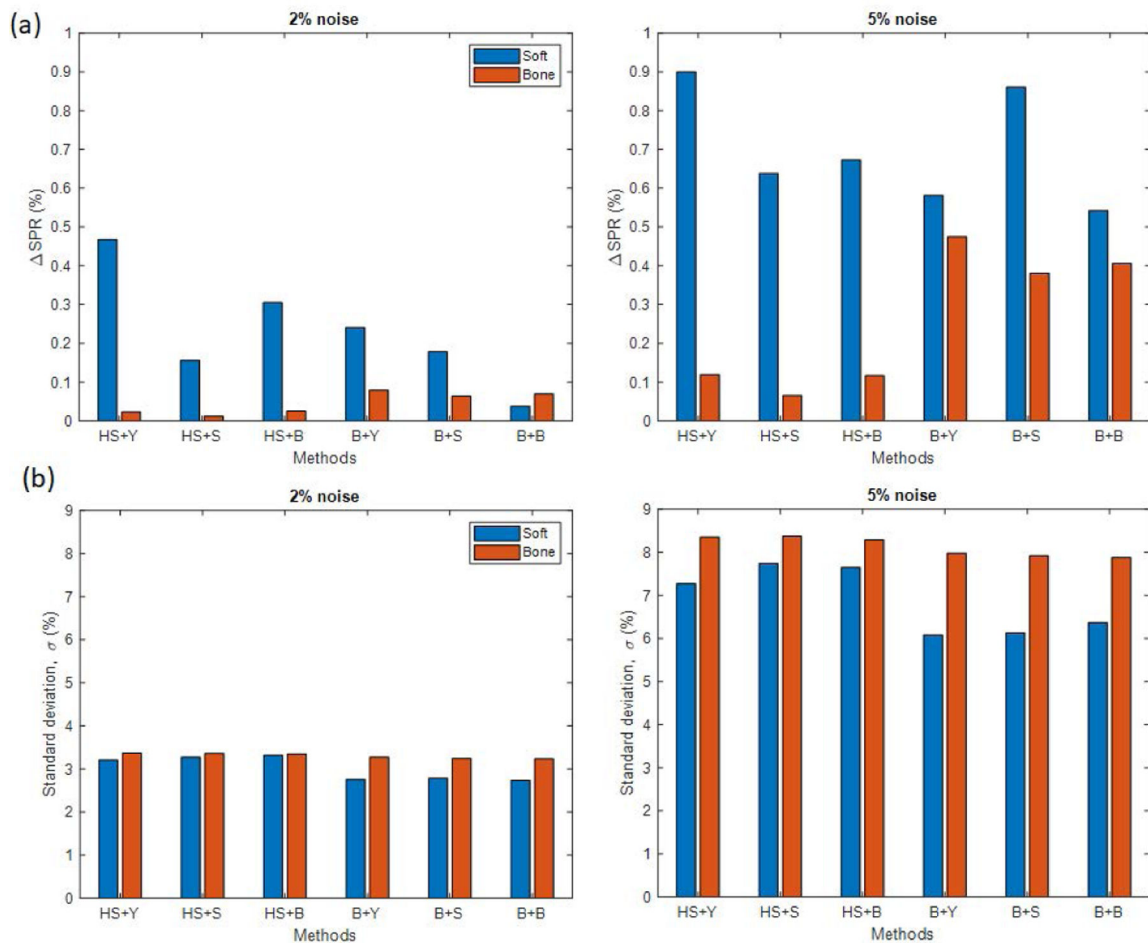 (a)
2% noise
1
0.9
0.8
0.7
0.6
0.5
0.4
0.3
0.2
0.1
0
ΔSPR (%)
Soft
Bone
HS+Y HS+S HS+B B+Y B+S B+B
Methods
5% noise
1
0.9
0.8
0.7
0.6
0.5
0.4
0.3
0.2
0.1
0
ΔSPR (%)
HS+Y HS+S HS+B B+Y B+S B+B
Methods
(b)
2% noise
9
8
7
6
5
4
3
2
1
0
Standard deviation, σ (%)
Soft
Bone
HS+Y HS+S HS+B B+Y B+S B+B
Methods
5% noise
9
8
7
6
5
4
3
2
1
0
Standard deviation, σ (%)
HS+Y HS+S HS+B B+Y B+S B+B
Methods